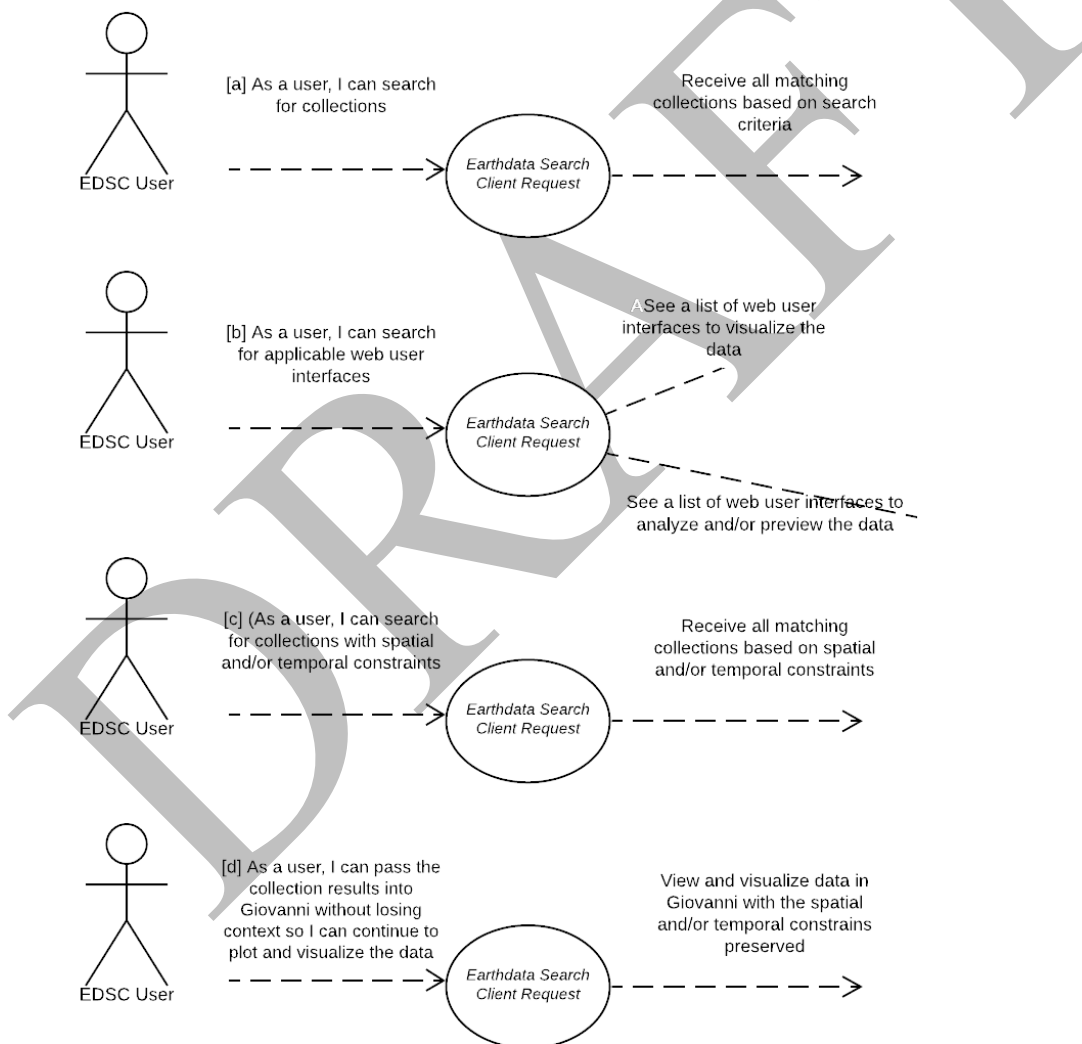 [a] As a user, I can search
for collections
Receive all matching
collections based on search
criteria
Earthdata Search
Client Request
EDSC User
[b] As a user, I can search
for applicable web user
interfaces
ASee a list of web user
interfaces to visualize the
data
Earthdata Search
Client Request
EDSC User
See a list of web user interfaces to
analyze and/or preview the data
[c] (As a user, I can search
for collections with spatial
and/or temporal constraints
Receive all matching
collections based on spatial
and/or temporal constraints
Earthdata Search
Client Request
EDSC User
[d] As a user, I can pass the
collection results into
Giovanni without losing
context so I can continue to
plot and visualize the data
View and visualize data in
Giovanni with the spatial
and/or temporal constrains
preserved
Earthdata Search
Client Request
EDSC User
DRAFT